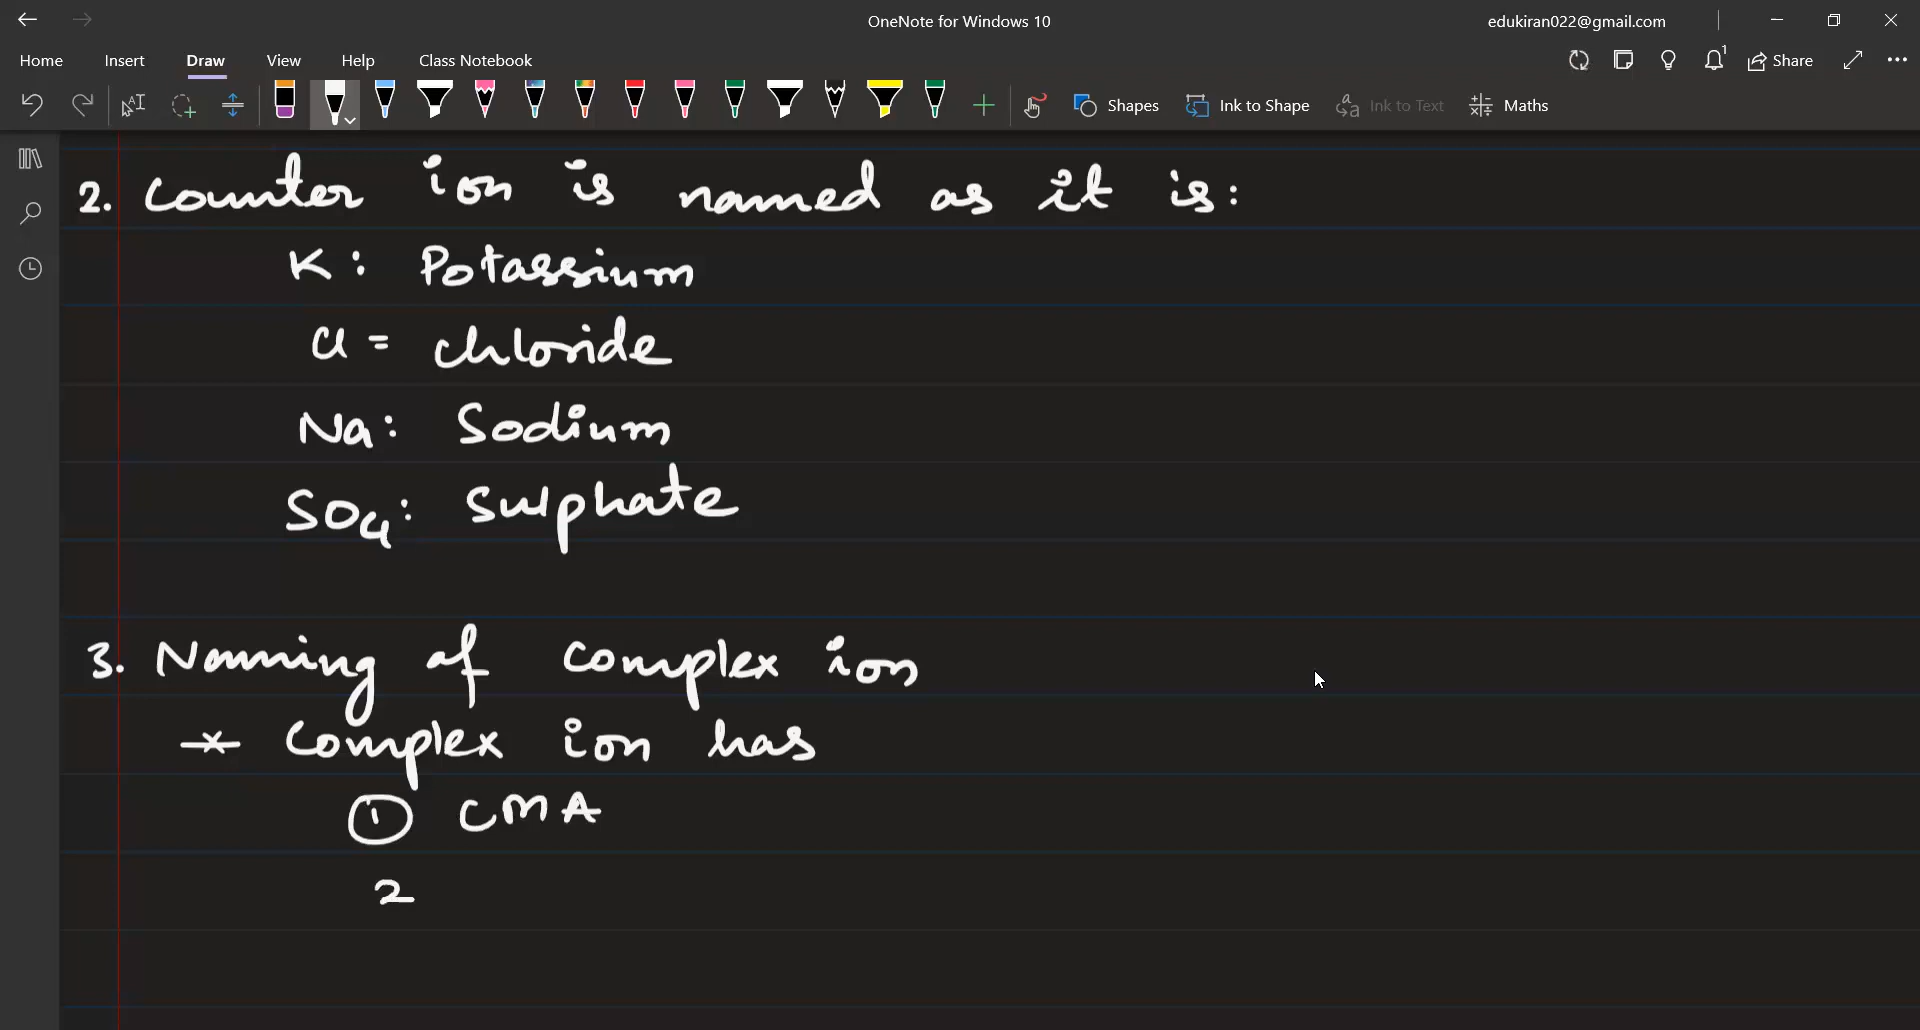 OneNote for Windows 10
edukiran022@gmail.com
Home Insert Draw View Help Class Notebook
1 Share
Shapes Ink to Shape Ink to Text Maths
2. Counter ion is named as it is:
K: Potassium
Cl = chloride
Na: Sodium
SO4: Sulphate
3. Naming of complex ion
* Complex ion has
① CMA
2